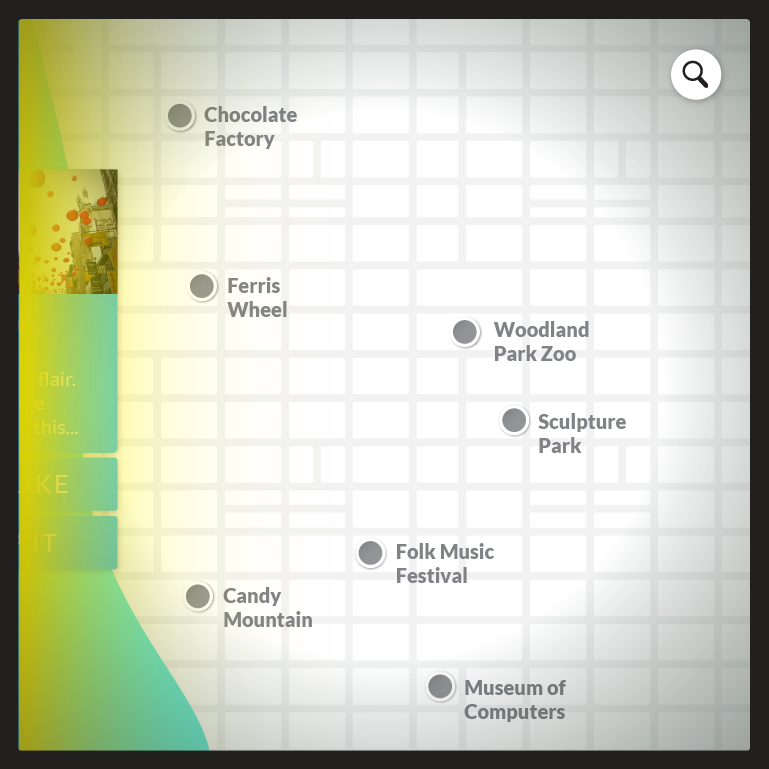 Chocolate
Factory
Ferris
Wheel
Woodland
Park Zoo
flair.
e
this...
Sculpture
Park
KE
IT
Folk Music
Festival
Candy
Mountain
Museum of
Computers